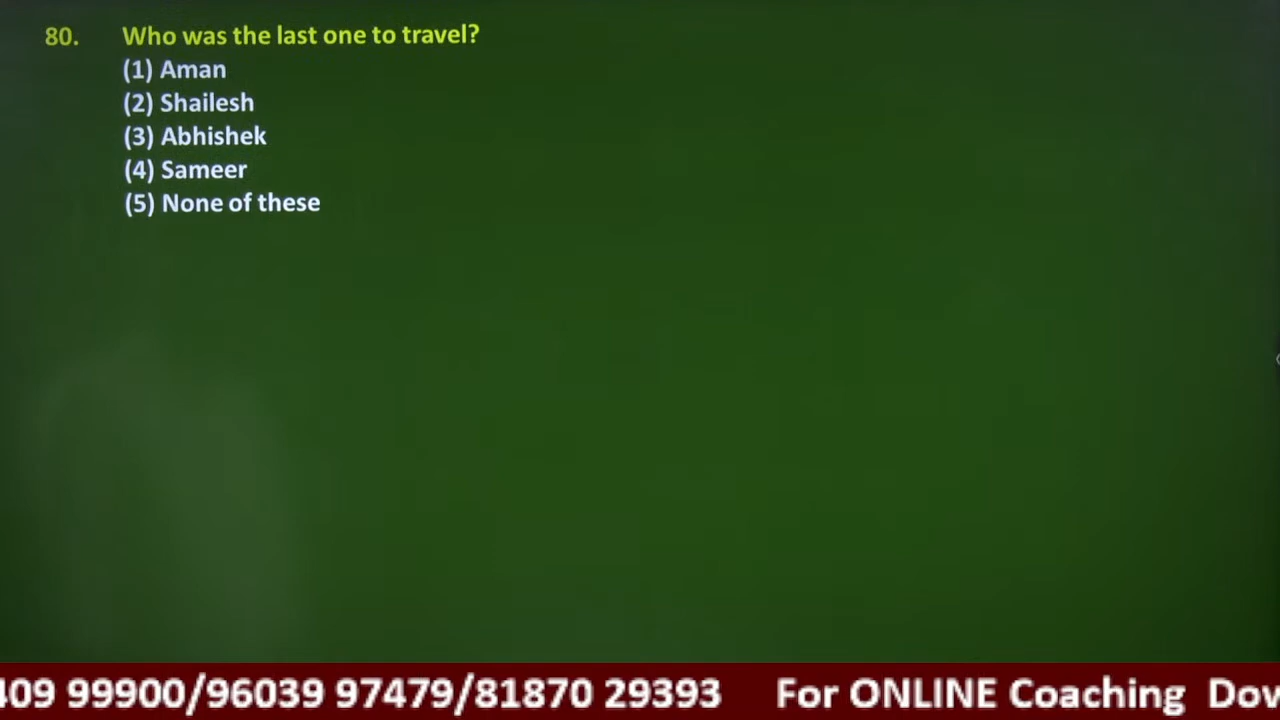 80. Who was the last one to travel?
(1) Aman
(2) Shailesh
(3) Abhishek
(4) Sameer
(5) None of these
409 99900/96039 97479/81870 29393 For ONLINE Coaching Dow